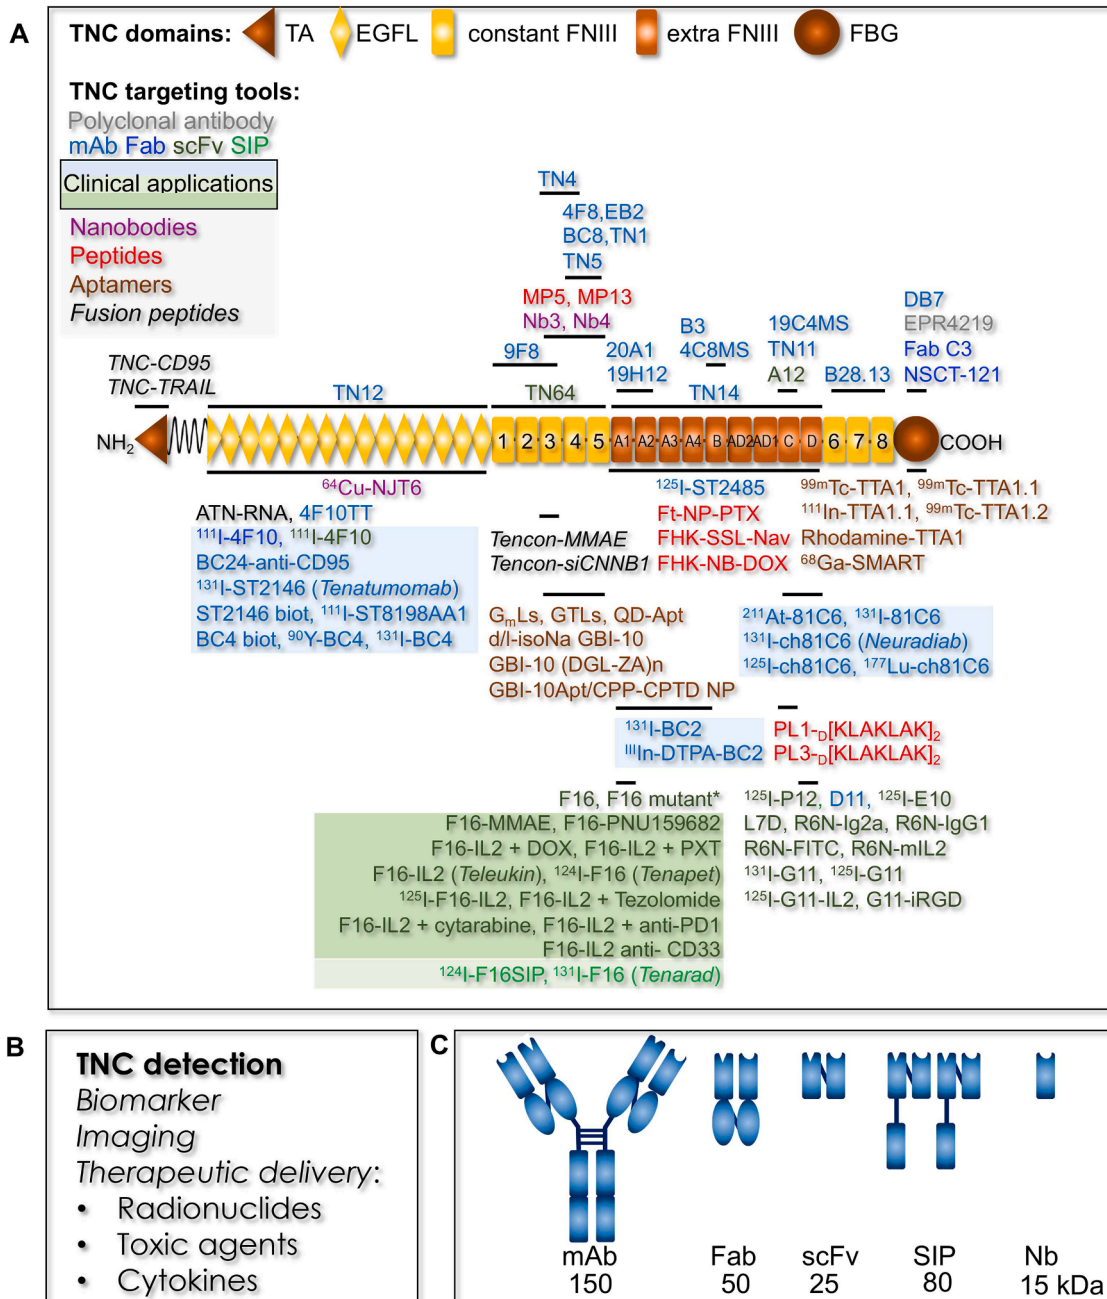 A
TNC domains: TA EGFL constant FNIII extra FNIII FBG
TNC targeting tools:
Polyclonal antibody
mAb Fab scFv SIP
Clinical applications
Nanobodies
Peptides
Aptamers
Fusion peptides
TNC-CD95
TNC-TRAIL
TN12
TN4
4F8,EB2
BC8,TN1
TN5
MP5, MP13
Nb3, Nb4
9F8
TN64
20A1
19H12
B3
4C8MS
TN14
19C4MS
TN11
A12
B28.13
DB7
EPR4219
Fab C3
NSCT-121
NH2 1 2 3 4 5 A1 A2 A3 A4 B AD2 AD1 C D 6 7 8 COOH
64Cu-NJT6
ATN-RNA, 4F10TT
111I-4F10, 111I-4F10
BC24-anti-CD95
131I-ST2146 (Tenatumomab)
ST2146 biot, 111I-ST8198AA1
BC4 biot, 90Y-BC4, 131I-BC4
Tencon-MMAE
Tencon-siCNNB1
125I-ST2485
Ft-NP-PTX
FHK-SSL-Nav
FHK-NB-DOX
99mTc-TTA1, 99mTc-TTA1.1
111In-TTA1.1, 99mTc-TTA1.2
Rhodamine-TTA1
68Ga-SMART
GmLs, GTLs, QD-Apt
d/l-isoNa GBI-10
GBI-10 (DGL-ZA)n
GBI-10Apt/CPP-CPTD NP
211At-81C6, 131I-81C6
131I-ch81C6 (Neuradiab)
125I-ch81C6, 177Lu-ch81C6
131I-BC2
IIIIn-DTPA-BC2
PL1-D[KLAKLAK]2
PL3-D[KLAKLAK]2
F16, F16 mutant*
F16-MMAE, F16-PNU159682
F16-IL2 + DOX, F16-IL2 + PXT
F16-IL2 (Teleukin), 124I-F16 (Tenapet)
125I-F16-IL2, F16-IL2 + Tezolomide
F16-IL2 + cytarabine, F16-IL2 + anti-PD1
F16-IL2 anti- CD33
124I-F16SIP, 131I-F16 (Tenarad)
125I-P12, D11, 125I-E10
L7D, R6N-Ig2a, R6N-IgG1
R6N-FITC, R6N-mIL2
131I-G11, 125I-G11
125I-G11-IL2, G11-iRGD
B
TNC detection
Biomarker
Imaging
Therapeutic delivery:
• Radionuclides
• Toxic agents
• Cytokines
C
mAb Fab scFv SIP Nb
150 50 25 80 15 kDa